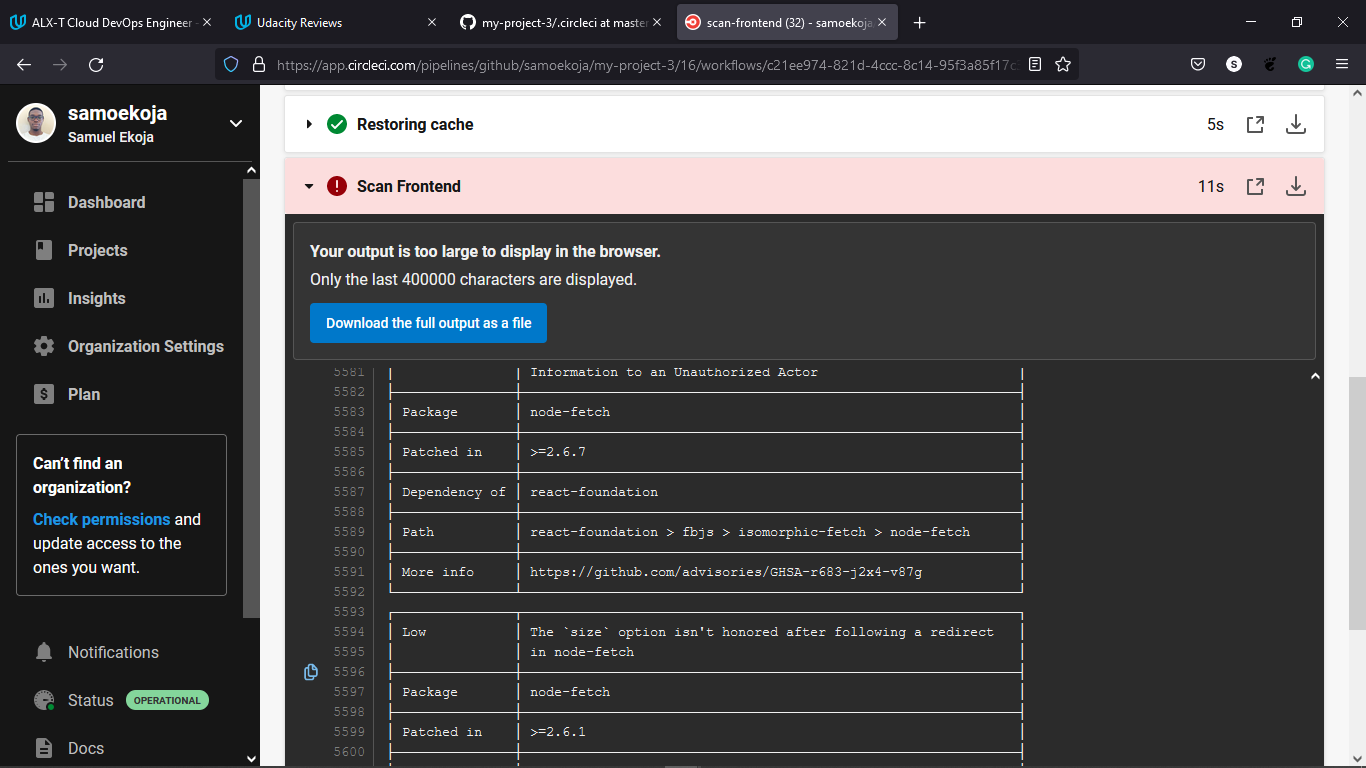 ALX-T Cloud DevOps Engineer -
Udacity Reviews
my-project-3/.circleci at master
scan-frontend (32) - samoekoja
https://app.circleci.com/pipelines/github/samoekoja/my-project-3/16/workflows/c21ee974-821d-4ccc-8c14-95f3a85f17c
S
G
samoekoja
Samuel Ekoja
Dashboard
Projects
Insights
Organization Settings
Plan
Can't find an
organization?
Check permissions and
update access to the
ones you want.
Notifications
Status OPERATIONAL
Docs
Restoring cache 5s
Scan Frontend 11s
Your output is too large to display in the browser.
Only the last 400000 characters are displayed.
Download the full output as a file
5581 Information to an Unauthorized Actor
5582
5583 Package node-fetch
5584
5585 Patched in >=2.6.7
5586
5587 Dependency of react-foundation
5588
5589 Path react-foundation > fbjs > isomorphic-fetch > node-fetch
5590
5591 More info https://github.com/advisories/GHSA-r683-j2x4-v87g
5592
5593
5594 Low The `size` option isn't honored after following a redirect
5595 in node-fetch
5596
5597 Package node-fetch
5598
5599 Patched in >=2.6.1
5600